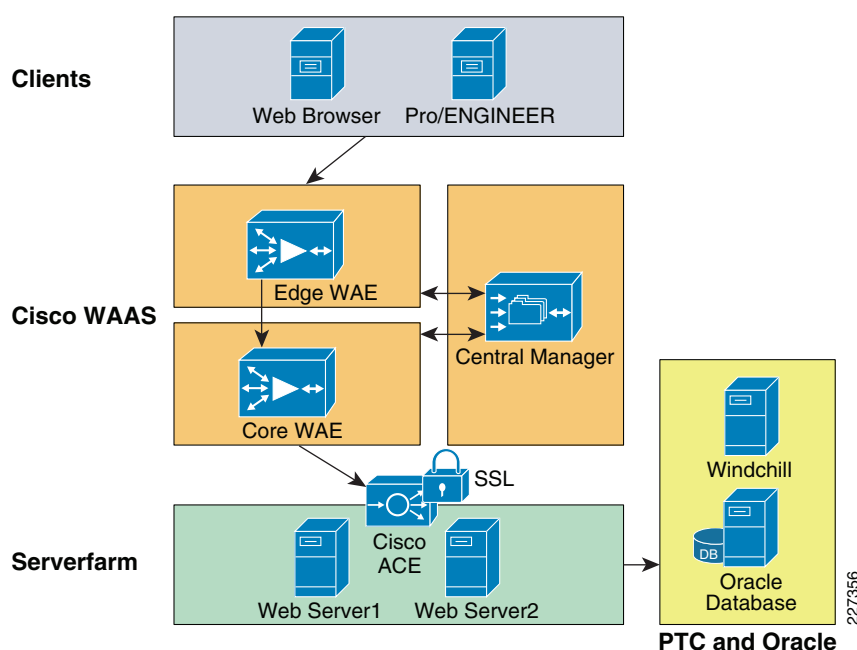 Clients
Web Browser
Pro/ENGINEER
Cisco WAAS
Edge WAE
Central Manager
Core WAE
SSL
Serverfarm
Cisco
ACE
Web Server1
Web Server2
Windchill
DB
Oracle
Database
PTC and Oracle
227356